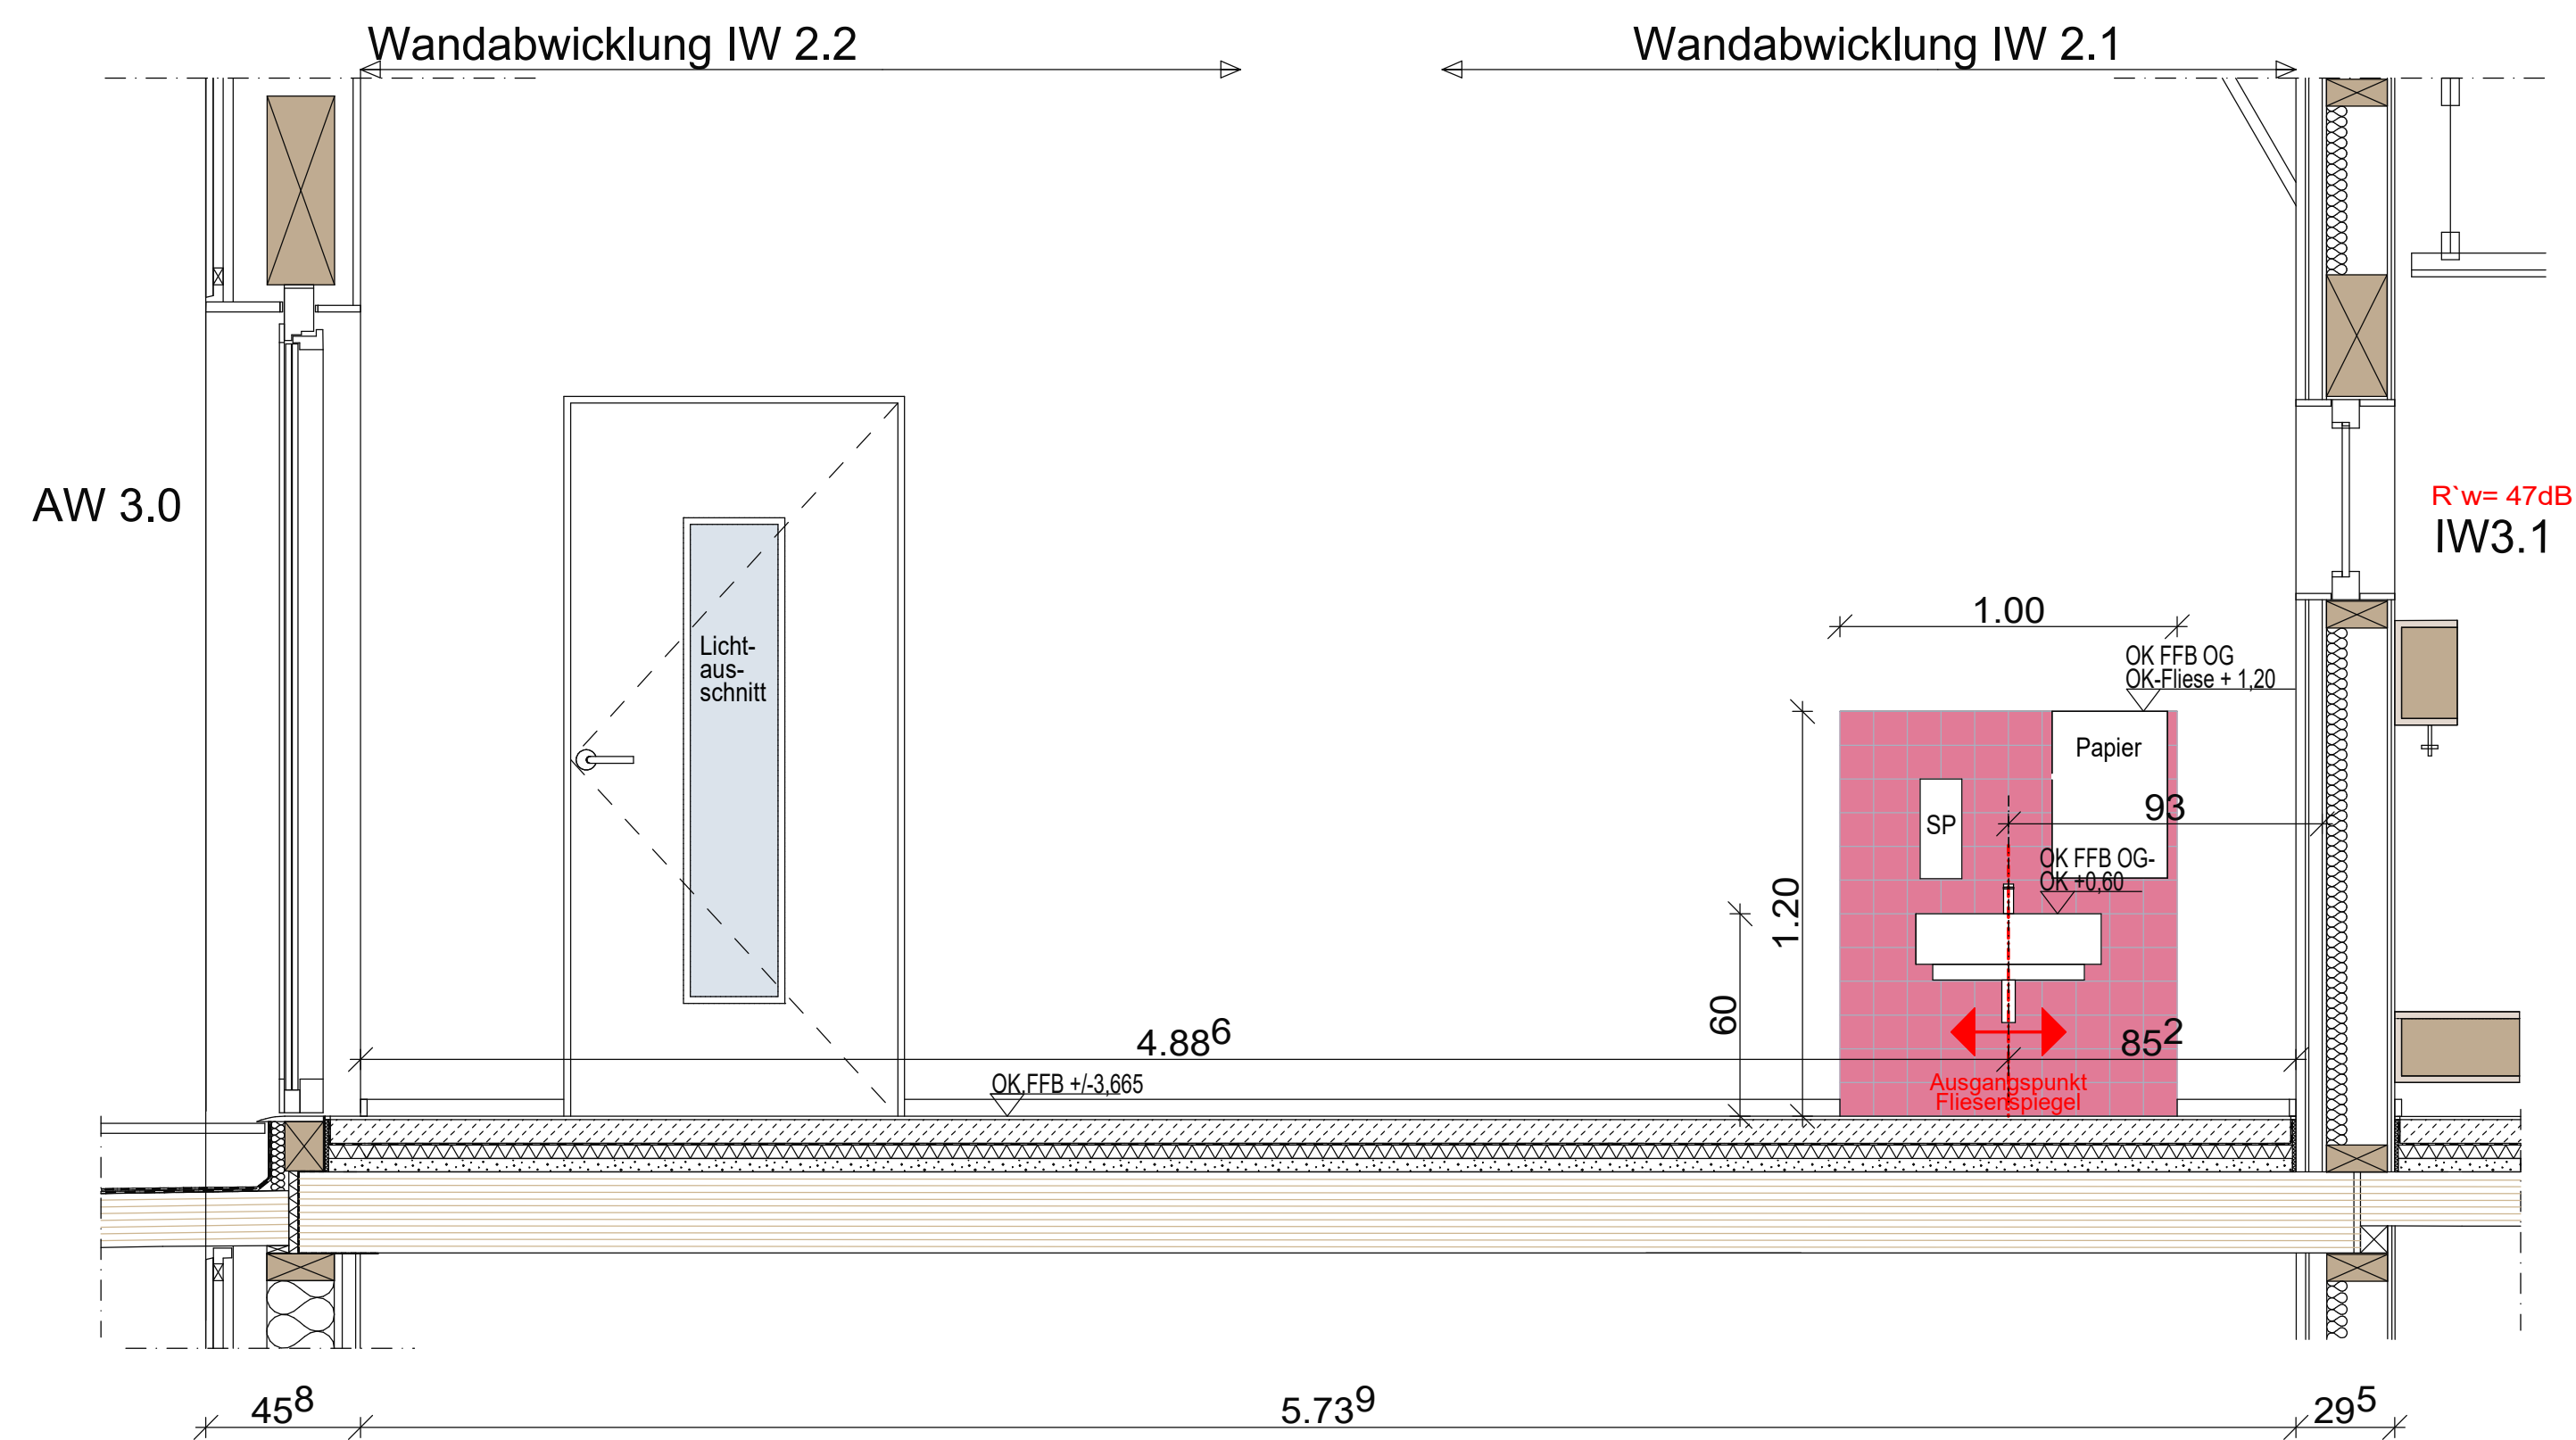 Wandabwicklung IW 2.2
Wandabwicklung IW 2.1
AW 3.0
R`w= 47dB
IW3.1
Licht-
aus-
schnitt
1.00
OK FFB OG
OK-Fliese + 1,20
Papier
93
SP
OK FFB OG-
OK +0,60
1.20
60
4.88⁶
85²
OK FFB +/-3,665
Ausgangspunkt
Fliesenspiegel
45⁸
5.73⁹
29⁵